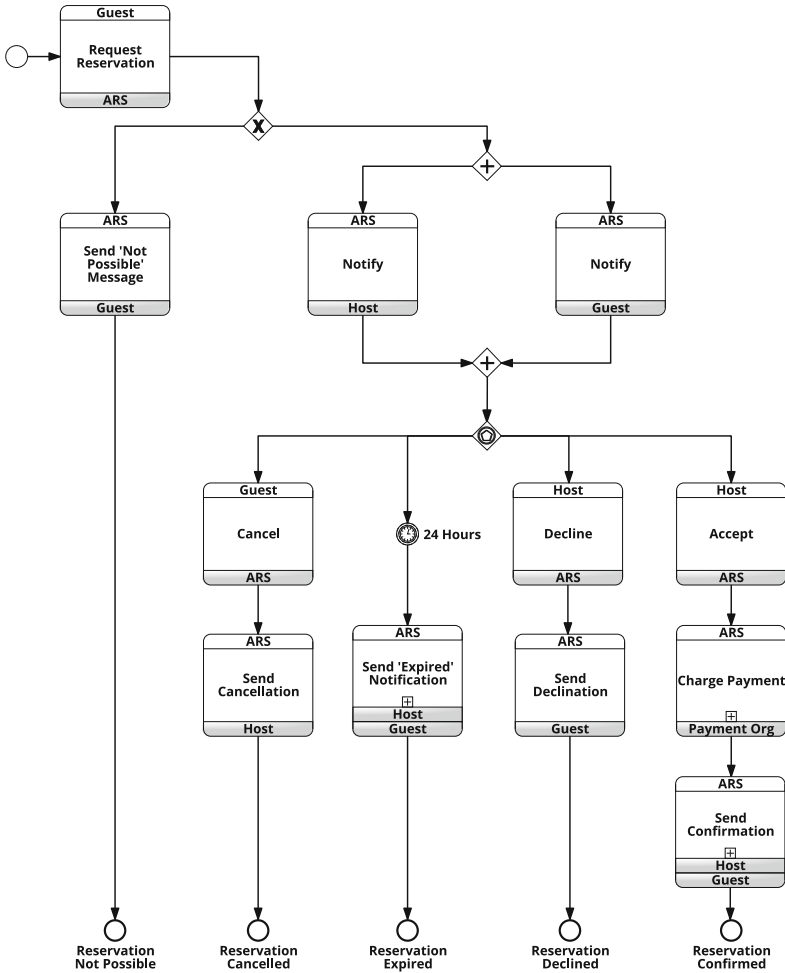 Guest
Request
Reservation
ARS
X
ARS
Send 'Not
Possible'
Message
Guest
ARS
Notify
Host
ARS
Notify
Guest
Guest
Cancel
ARS
24 Hours
Host
Decline
ARS
Host
Accept
ARS
ARS
Send
Cancellation
Host
ARS
Send 'Expired'
Notification
Host
Guest
ARS
Send
Declination
Guest
ARS
Charge Payment
Payment Org
ARS
Send
Confirmation
Host
Guest
Reservation
Not Possible
Reservation
Cancelled
Reservation
Expired
Reservation
Declined
Reservation
Confirmed